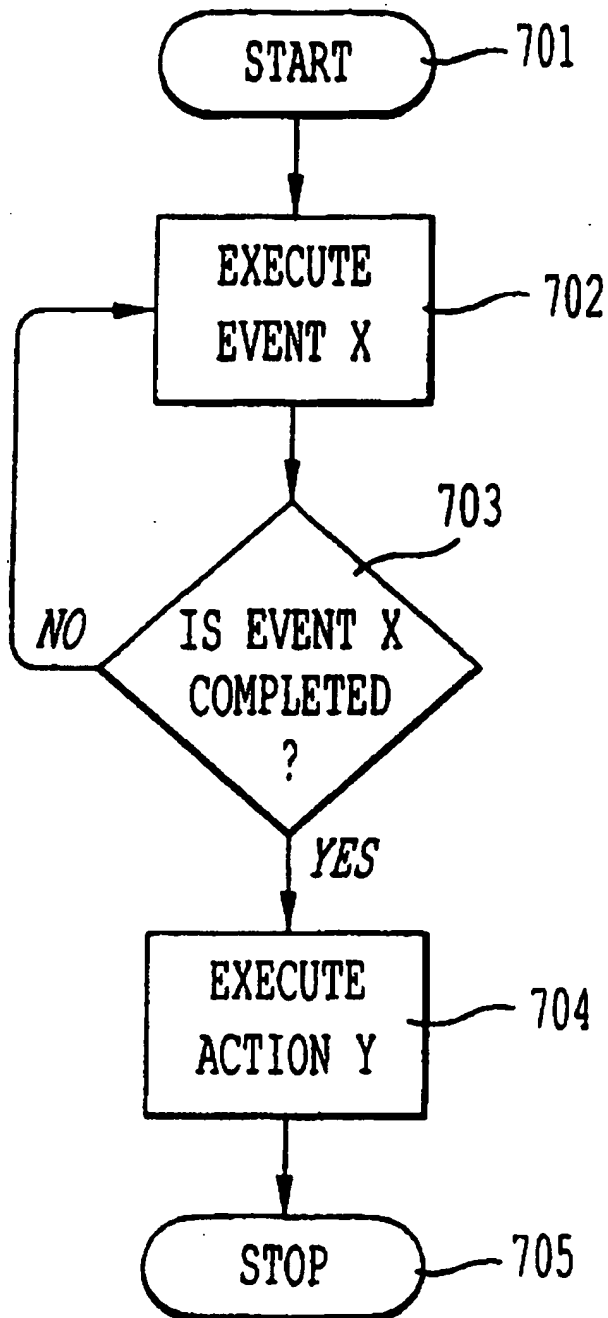 START
701
EXECUTE
EVENT X
702
703
IS EVENT X
COMPLETED
?
NO
YES
EXECUTE
ACTION Y
704
STOP
705